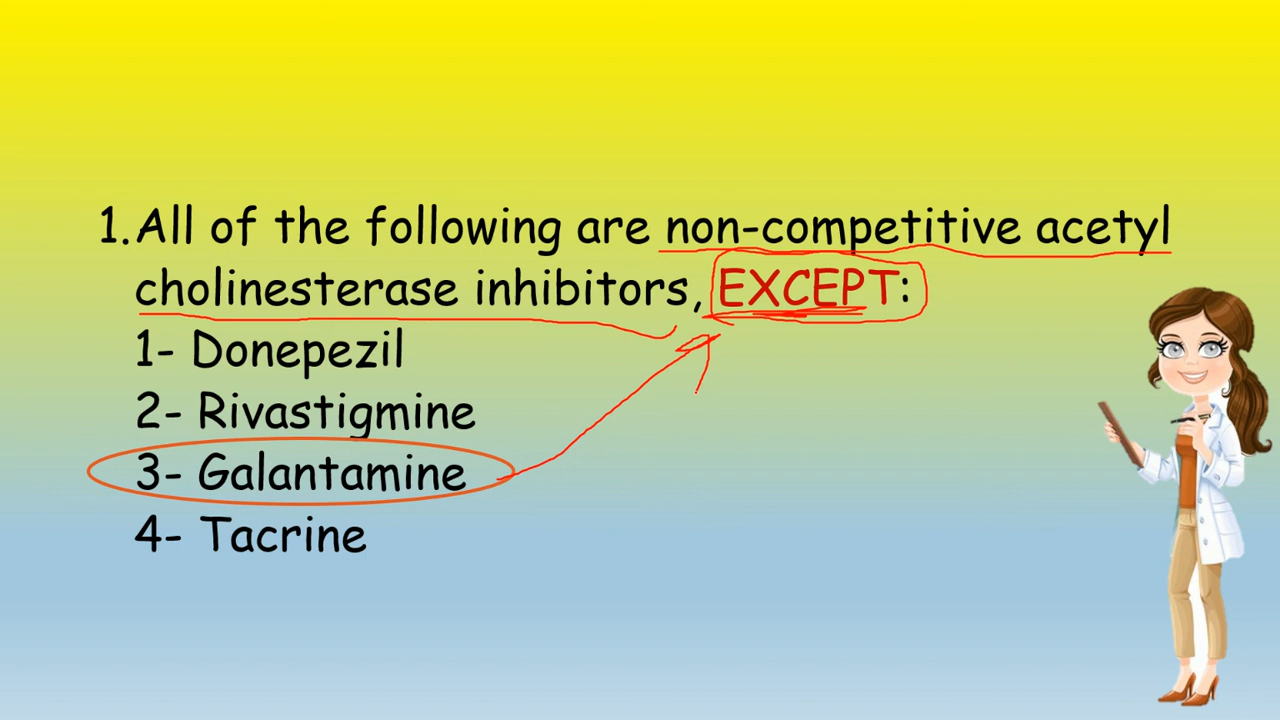 1. All of the following are non-competitive acetyl
cholinesterase inhibitors, EXCEPT:
1- Donepezil
2- Rivastigmine
3- Galantamine
4- Tacrine